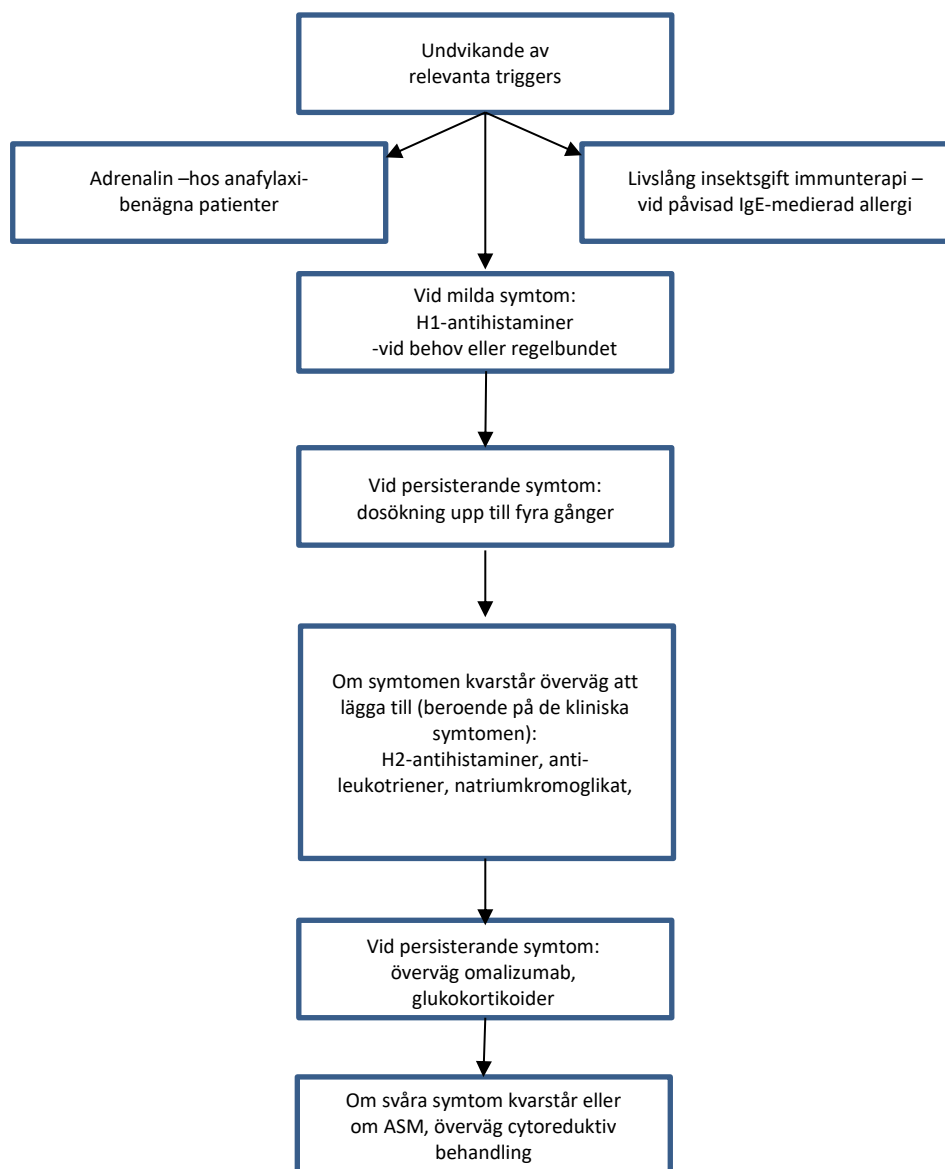 Undvikande av
relevanta triggers
Adrenalin –hos anafylaxi-
benägna patienter
Livslång insektsgift immunterapi –
vid påvisad IgE-medierad allergi
Vid milda symtom:
H1-antihistaminer
-vid behov eller regelbundet
Vid persisterande symtom:
dosökning upp till fyra gånger
Om symtomen kvarstår överväg att
lägga till (beroende på de kliniska
symtomen):
H2-antihistaminer, anti-
leukotriener, natriumkromoglikat,
Vid persisterande symtom:
överväg omalizumab,
glukokortikoider
Om svåra symtom kvarstår eller
om ASM, överväg cytoreduktiv
behandling